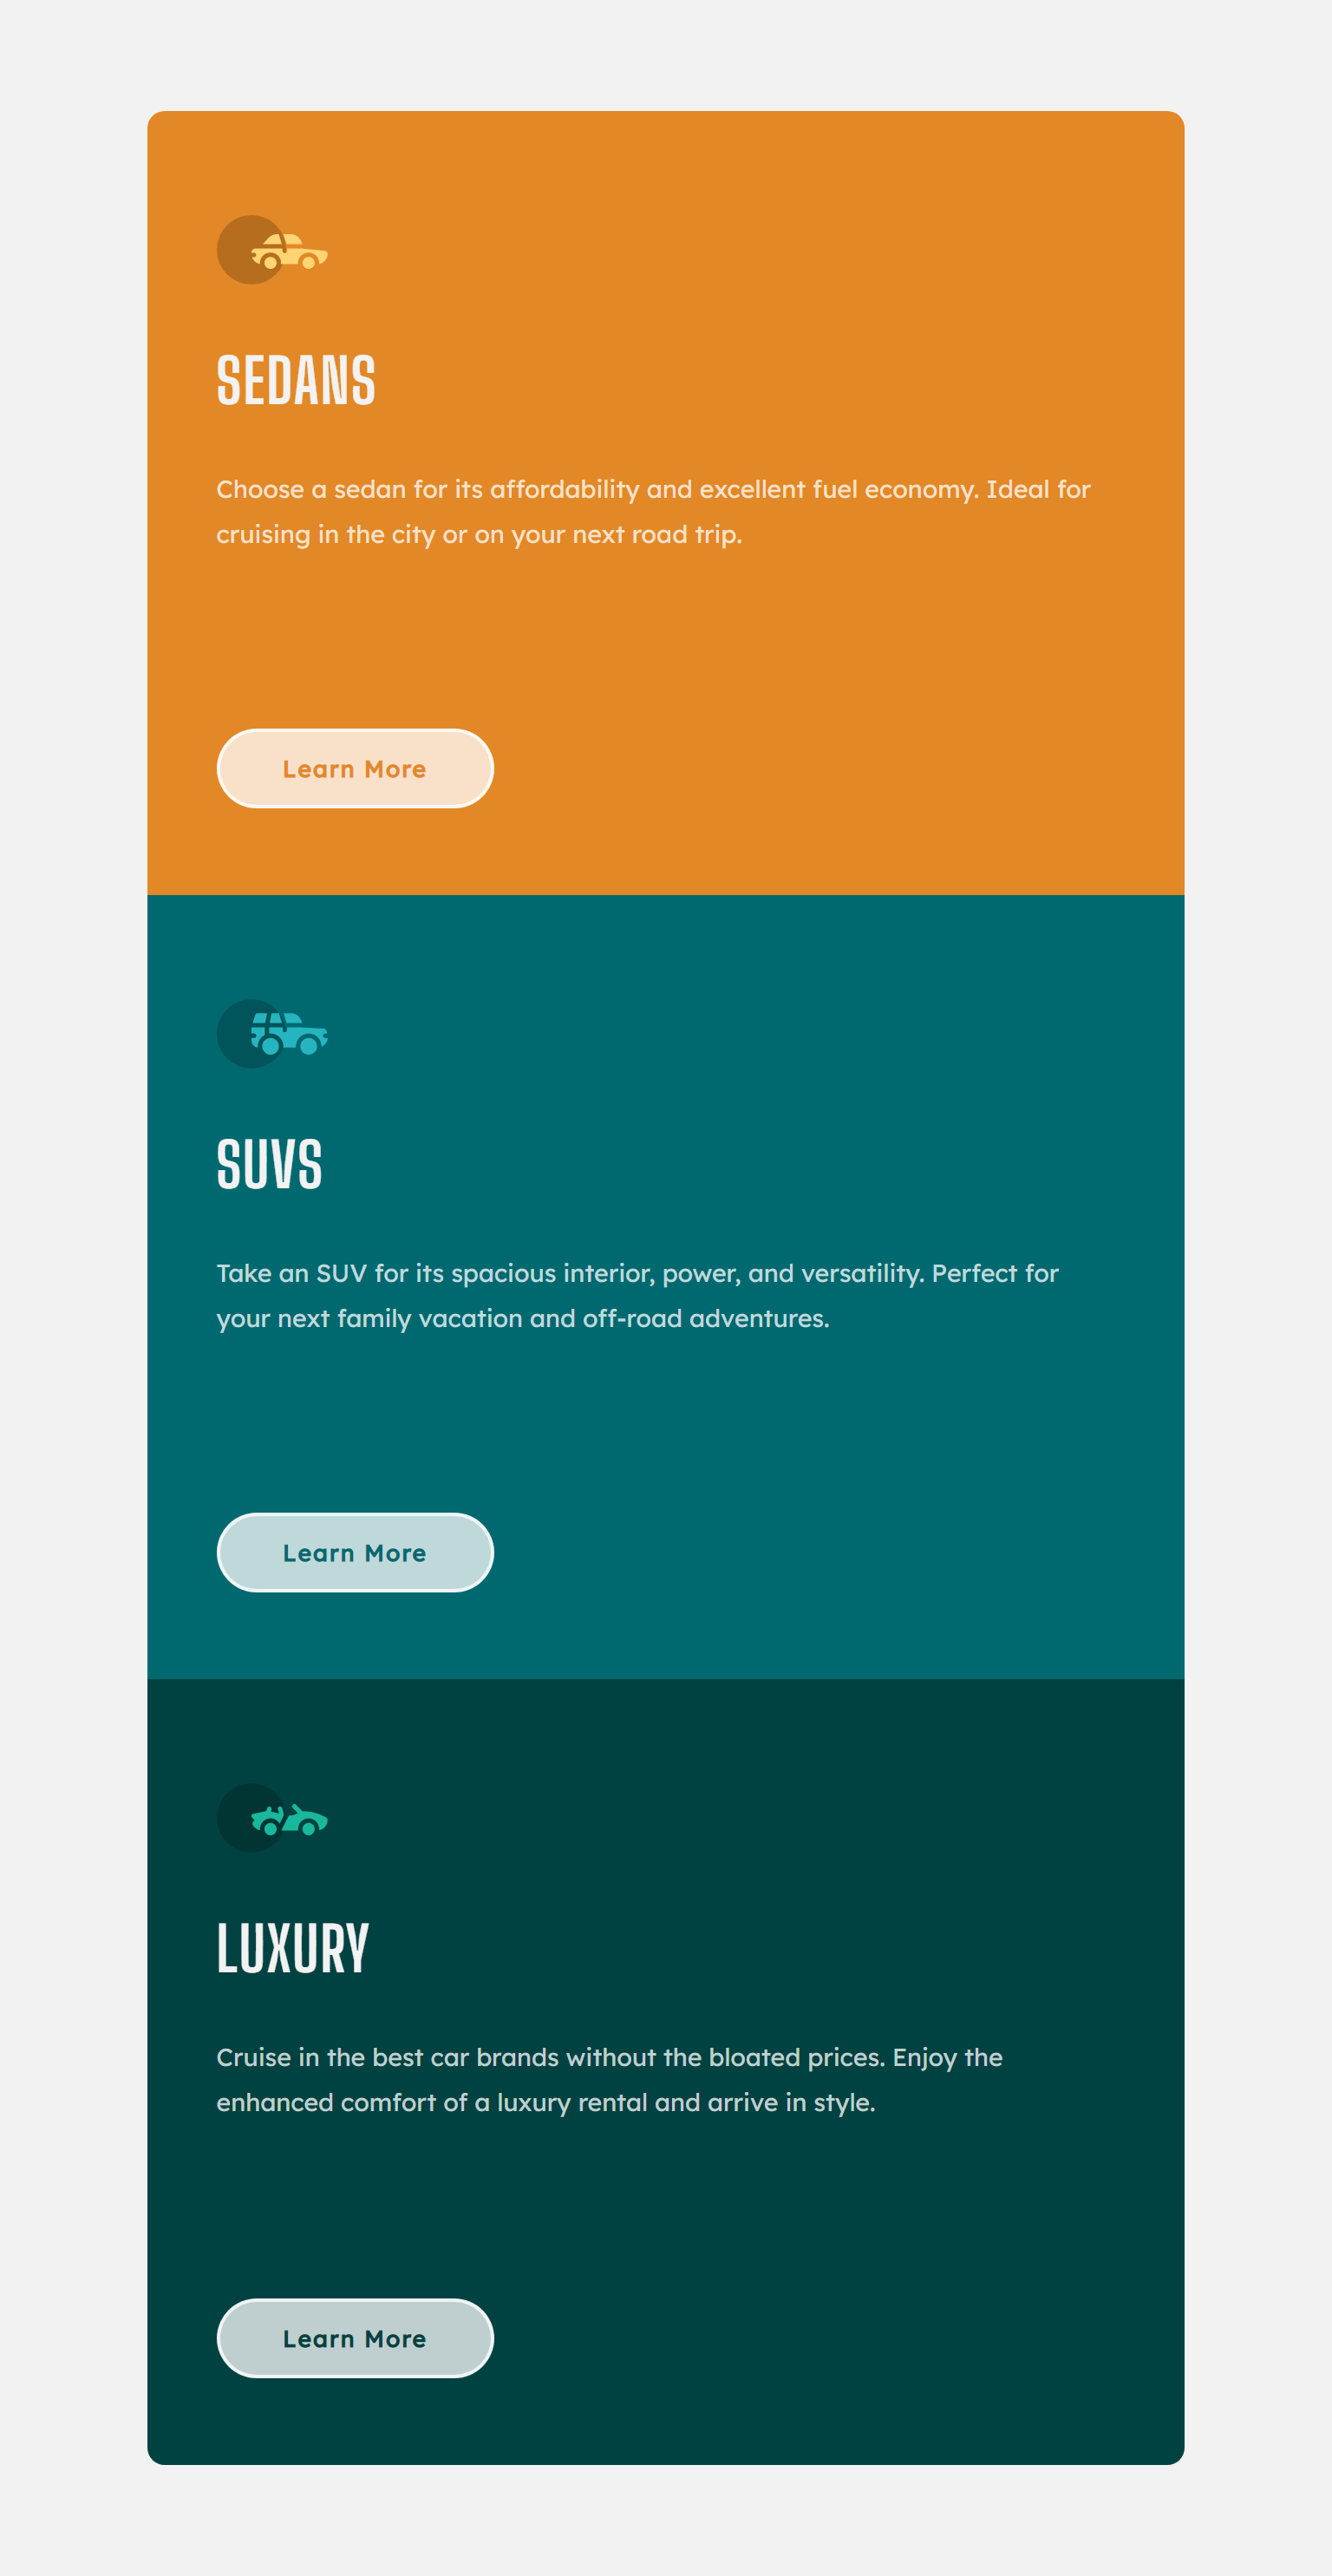 SEDANS
Choose a sedan for its affordability and excellent fuel economy. Ideal for
cruising in the city or on your next road trip.
Learn More
SUVS
Take an SUV for its spacious interior, power, and versatility. Perfect for
your next family vacation and off-road adventures.
Learn More
LUXURY
Cruise in the best car brands without the bloated prices. Enjoy the
enhanced comfort of a luxury rental and arrive in style.
Learn More